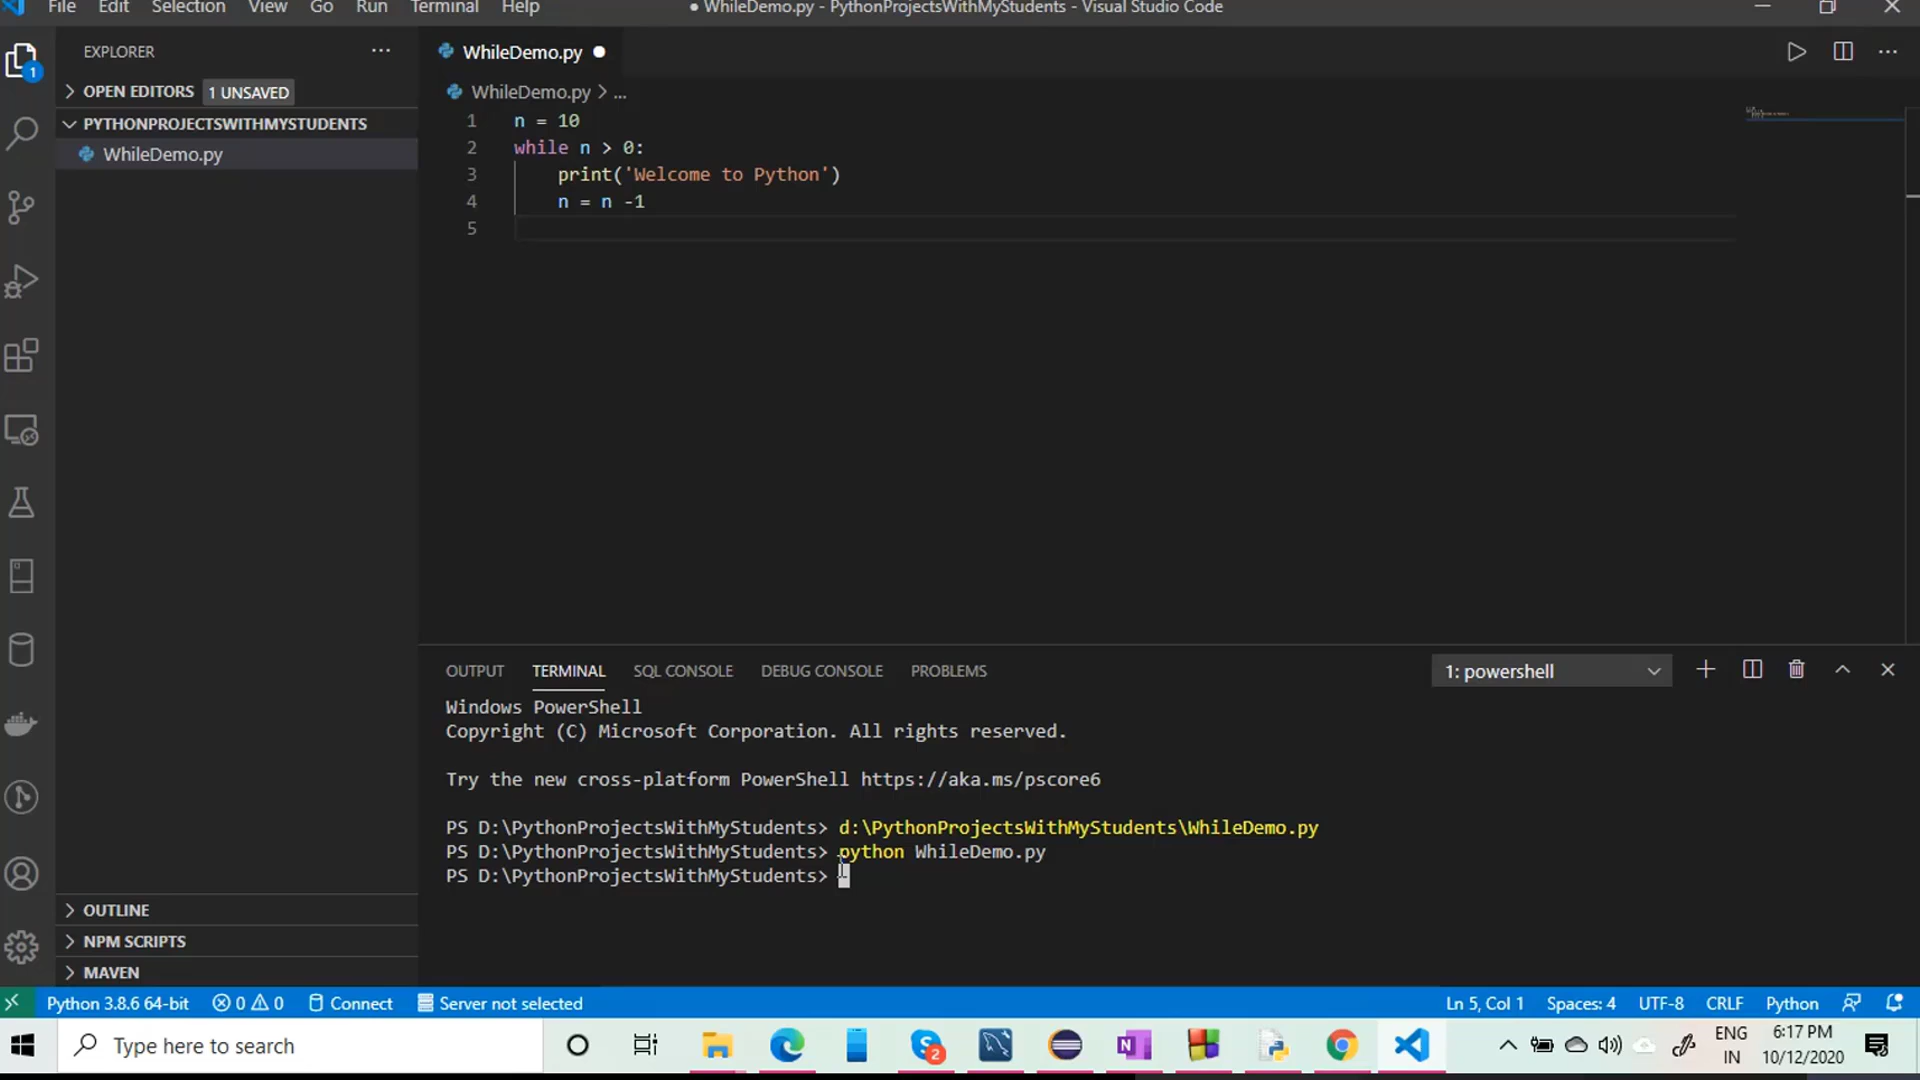 File Edit Selection View Go Run Terminal Help
● WhileDemo.py - PythonProjectsWithMyStudents - Visual Studio Code
EXPLORER
OPEN EDITORS 1 UNSAVED
PYTHONPROJECTSWITHMYSTUDENTS
WhileDemo.py
OUTLINE
NPM SCRIPTS
MAVEN
1
WhileDemo.py
WhileDemo.py > ...
1 n = 10
2 while n > 0:
3 print('Welcome to Python')
4 n = n -1
5
OUTPUT TERMINAL SQL CONSOLE DEBUG CONSOLE PROBLEMS
1: powershell
Windows PowerShell
Copyright (C) Microsoft Corporation. All rights reserved.
Try the new cross-platform PowerShell https://aka.ms/pscore6
PS D:\PythonProjectsWithMyStudents> d:\PythonProjectsWithMyStudents\WhileDemo.py
PS D:\PythonProjectsWithMyStudents> python WhileDemo.py
PS D:\PythonProjectsWithMyStudents>
Python 3.8.6 64-bit 0 0 Connect Server not selected
Ln 5, Col 1 Spaces: 4 UTF-8 CRLF Python
Type here to search
2
N
ENG
IN
6:17 PM
10/12/2020